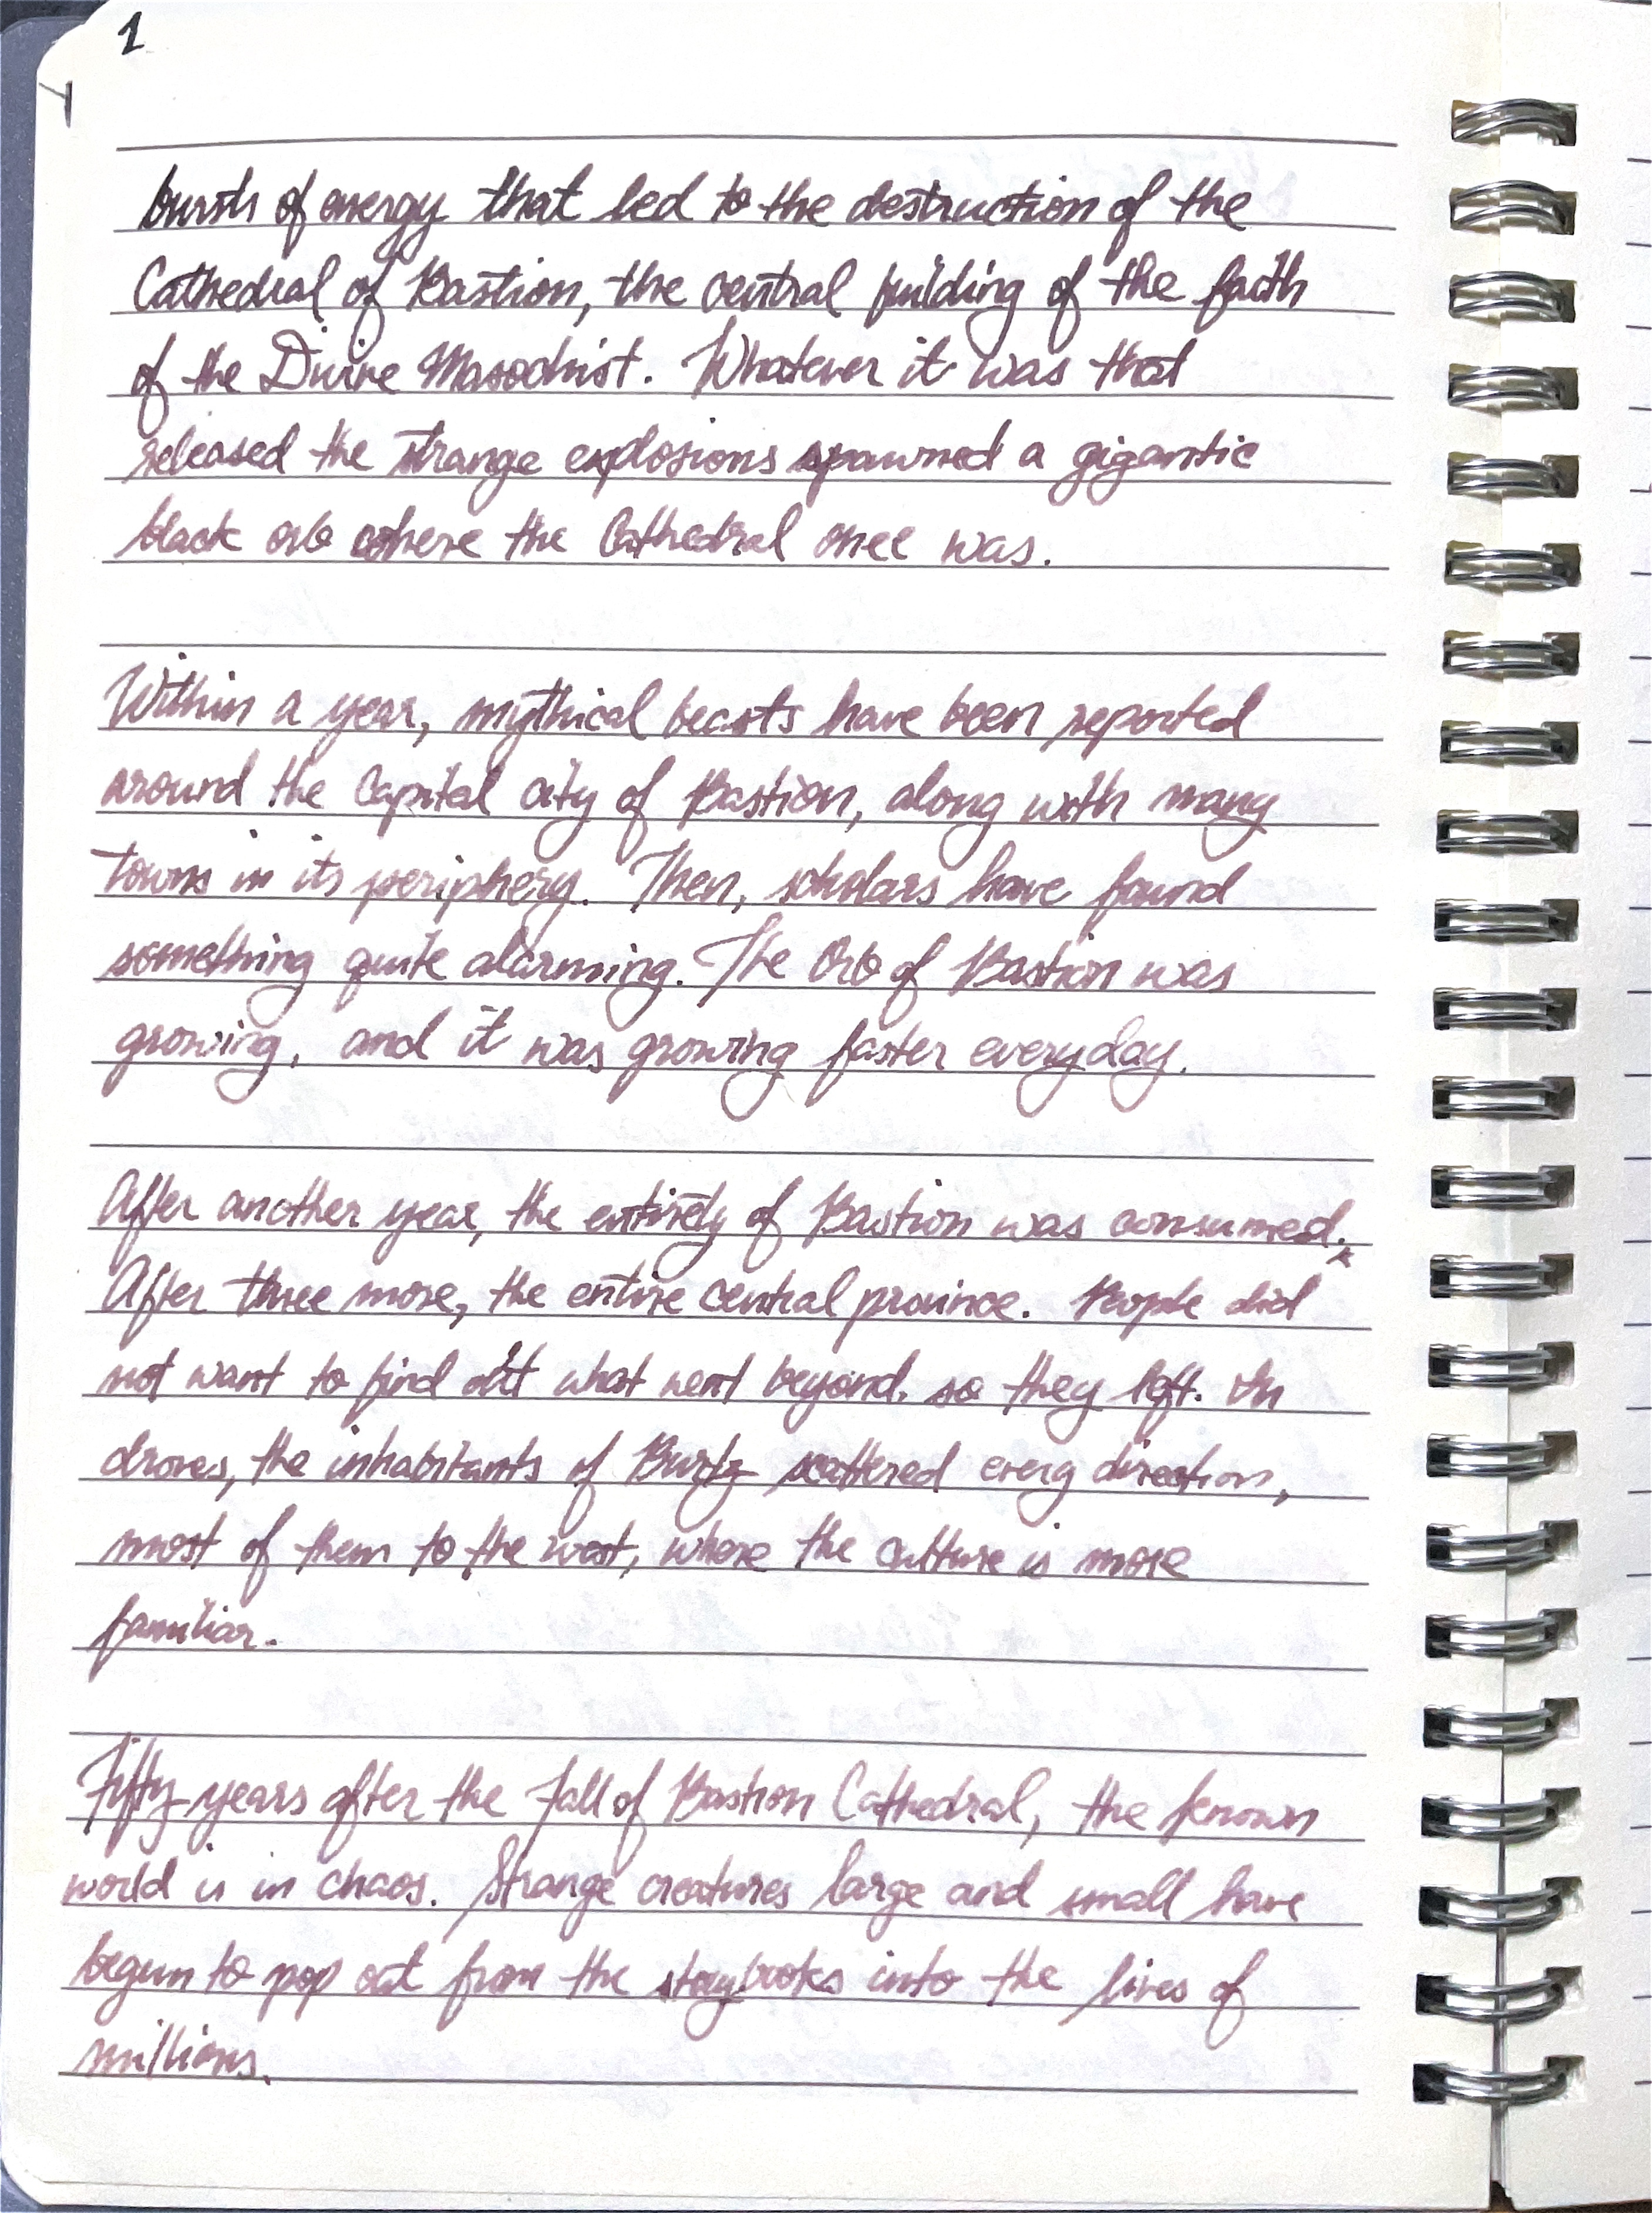 1
bursts of energy that led to the destruction of the
Cathedral of Bastion, the central building of the faith
of the Divine Masochist. Whatever it was that
released the strange explosions spawned a gigantic
black orb where the Cathedral once was.
Within a year, mythical beasts have been reported
around the Capital city of Bastion, along with many
towns in its periphery. Then, scholars have found
something quite alarming. The Orb of Bastion was
growing, and it was growing faster everyday.
After another year, the entirety of Bastion was consumed.
After three more, the entire central province. People did
not want to find out what went beyond, so they left. In
droves, the inhabitants of scattered every direction,
most of them to the west, where the culture is more
familiar.
Fifty years after the Fall of Bastion Cathedral, the known
world is in chaos. Strange creatures large and small have
begun to pop out from the storybooks into the lives of
millions.